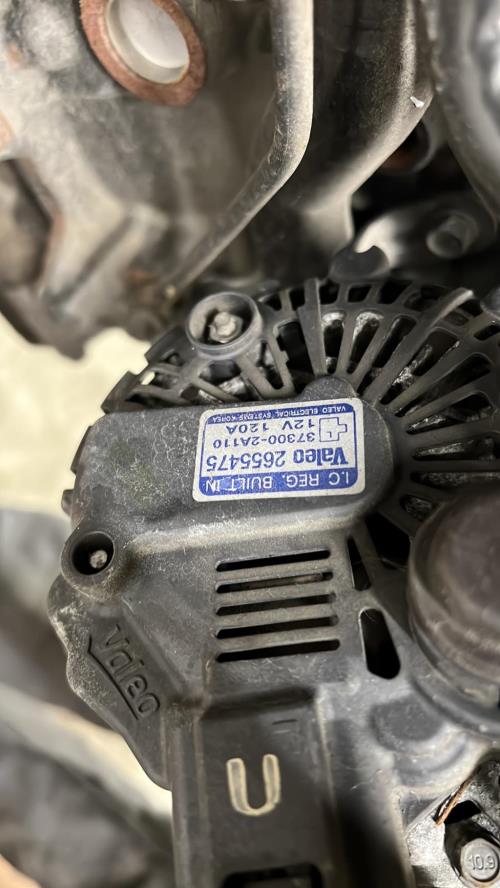 I.C REG. BUILT IN
Valeo 2655475
37300-2A110
12V 120A
VALEO ELECTRICAL SYSTEMS KOREA
Valeo
U
10.9